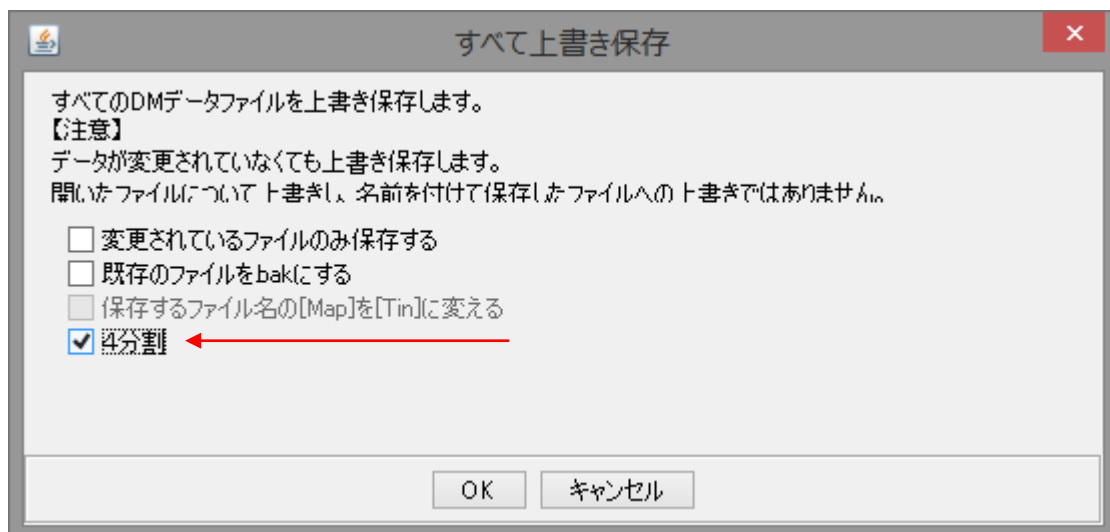 すべて上書き保存
すべてのDMデータファイルを上書き保存します。
【注意】
データが変更されていなくても上書き保存します。
開いたファイルについて上書きし、名前を付けて保存したファイルへの上書きではありません。
変更されているファイルのみ保存する
既存のファイルをbakにする
保存するファイル名の[Map]を[Tin]に変える
4分割
OK
キャンセル